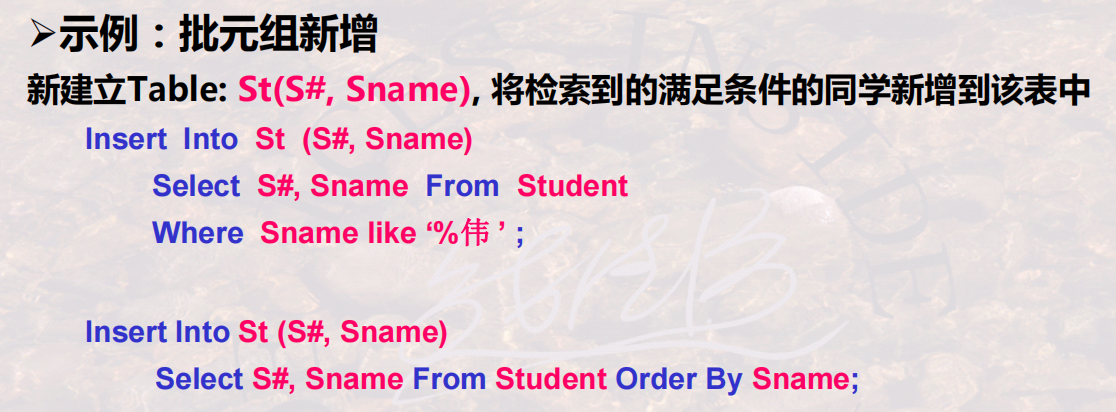 ➢示例：批元组新增
新建立Table: St(S#, Sname), 将检索到的满足条件的同学新增到该表中
Insert Into St (S#, Sname)
Select S#, Sname From Student
Where Sname like ‘%伟 ’ ;
Insert Into St (S#, Sname)
Select S#, Sname From Student Order By Sname;